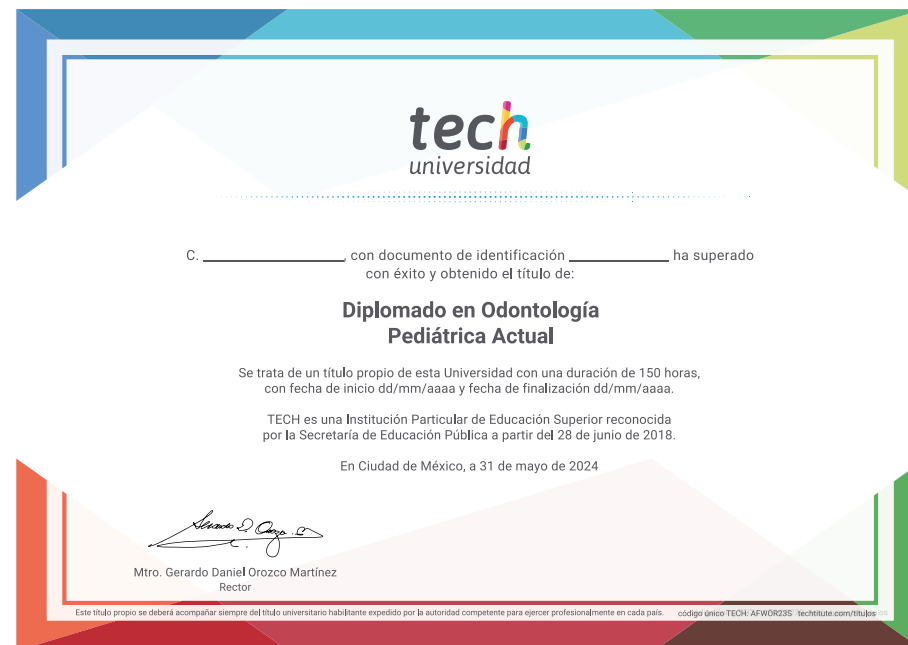 tech
universidad
C. ____________, con documento de identificación ____________ ha superado
con éxito y obtenido el título de:
Diplomado en Odontología
Pediátrica Actual
Se trata de un título propio de esta Universidad con una duración de 150 horas,
con fecha de inicio dd/mm/aaaa y fecha de finalización dd/mm/aaaa.
TECH es una Institución Particular de Educación Superior reconocida
por la Secretaría de Educación Pública a partir del 28 de junio de 2018.
En Ciudad de México, a 31 de mayo de 2024
Mtro. Gerardo Daniel Orozco Martínez
Rector
Este título propio se deberá acompañar siempre del título universitario habilitante expedido por la autoridad competente para ejercer profesionalmente en cada país. código único TECH: AFWOR23S techtitute.com/titulos